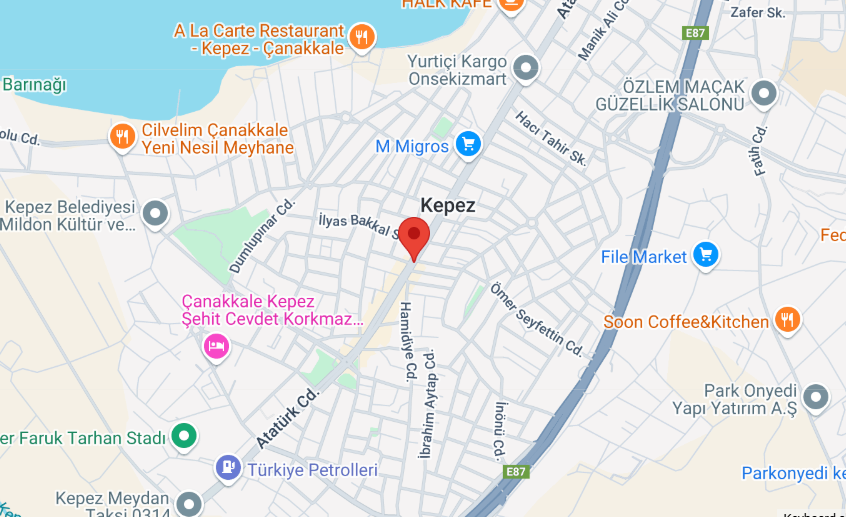 HALK KAFE
Ata
Manik Ali C
Zafer Sk.
E87
A La Carte Restaurant
- Kepez - Çanakkale
Yurtiçi Kargo
Onsekizmart
ÖZLEM MAÇAK
GÜZELLİK SALONU
Barınağı
Cilvelim Çanakkale
Yeni Nesil Meyhane
olu Cd.
M Migros
Hacı Tahir Sk.
Fatih Cd.
Kepez Belediyesi
Mildon Kültür ve...
Dumlupınar Cd.
İlyas Bakkal S
Kepez
Fed
File Market
Çanakkale Kepez
Şehit Cevdet Korkmaz...
Hamidiye Cd.
Ömer Seyfettin Cd.
Soon Coffee&Kitchen
İbrahim Aytap Cd.
İnönü Cd.
Atatürk Cd.
Park Onyedi
Yapı Yatırım A.Ş
er Faruk Tarhan Stadı
Türkiye Petrolleri
E87
Parkonyedi ke
Kepez Meydan
Taksi 0314